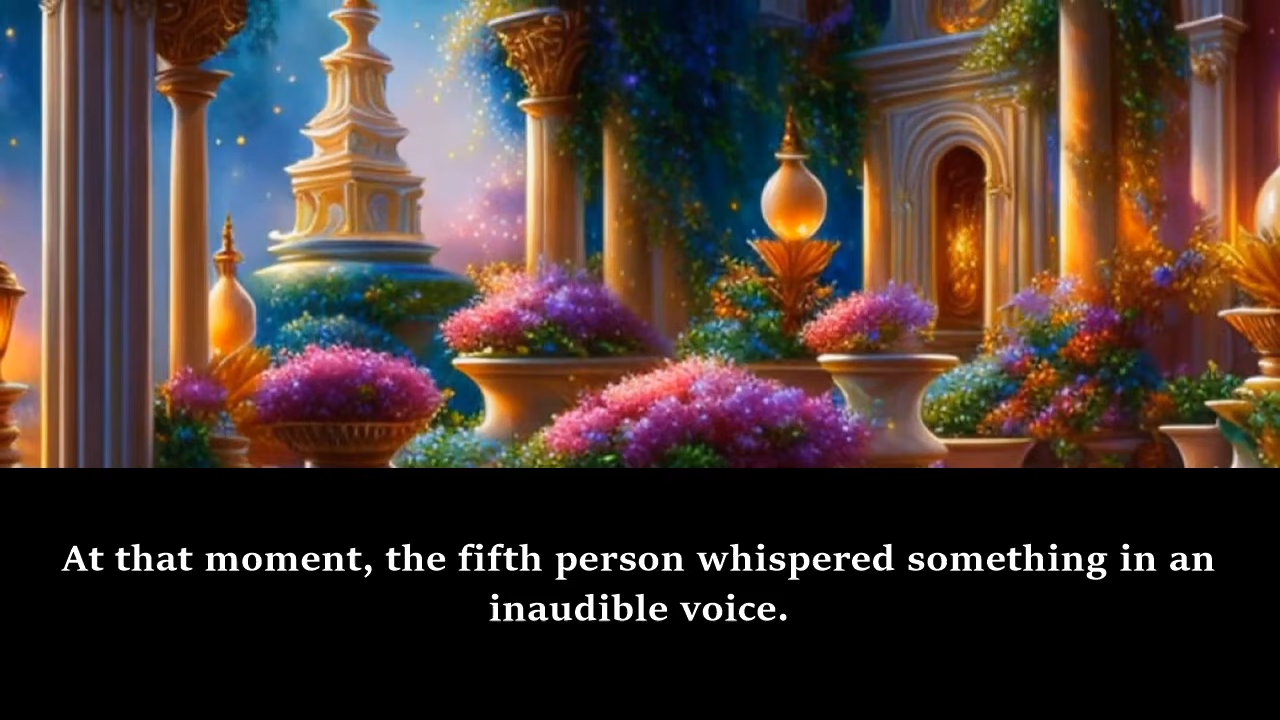 At that moment, the fifth person whispered something in an
inaudible voice.